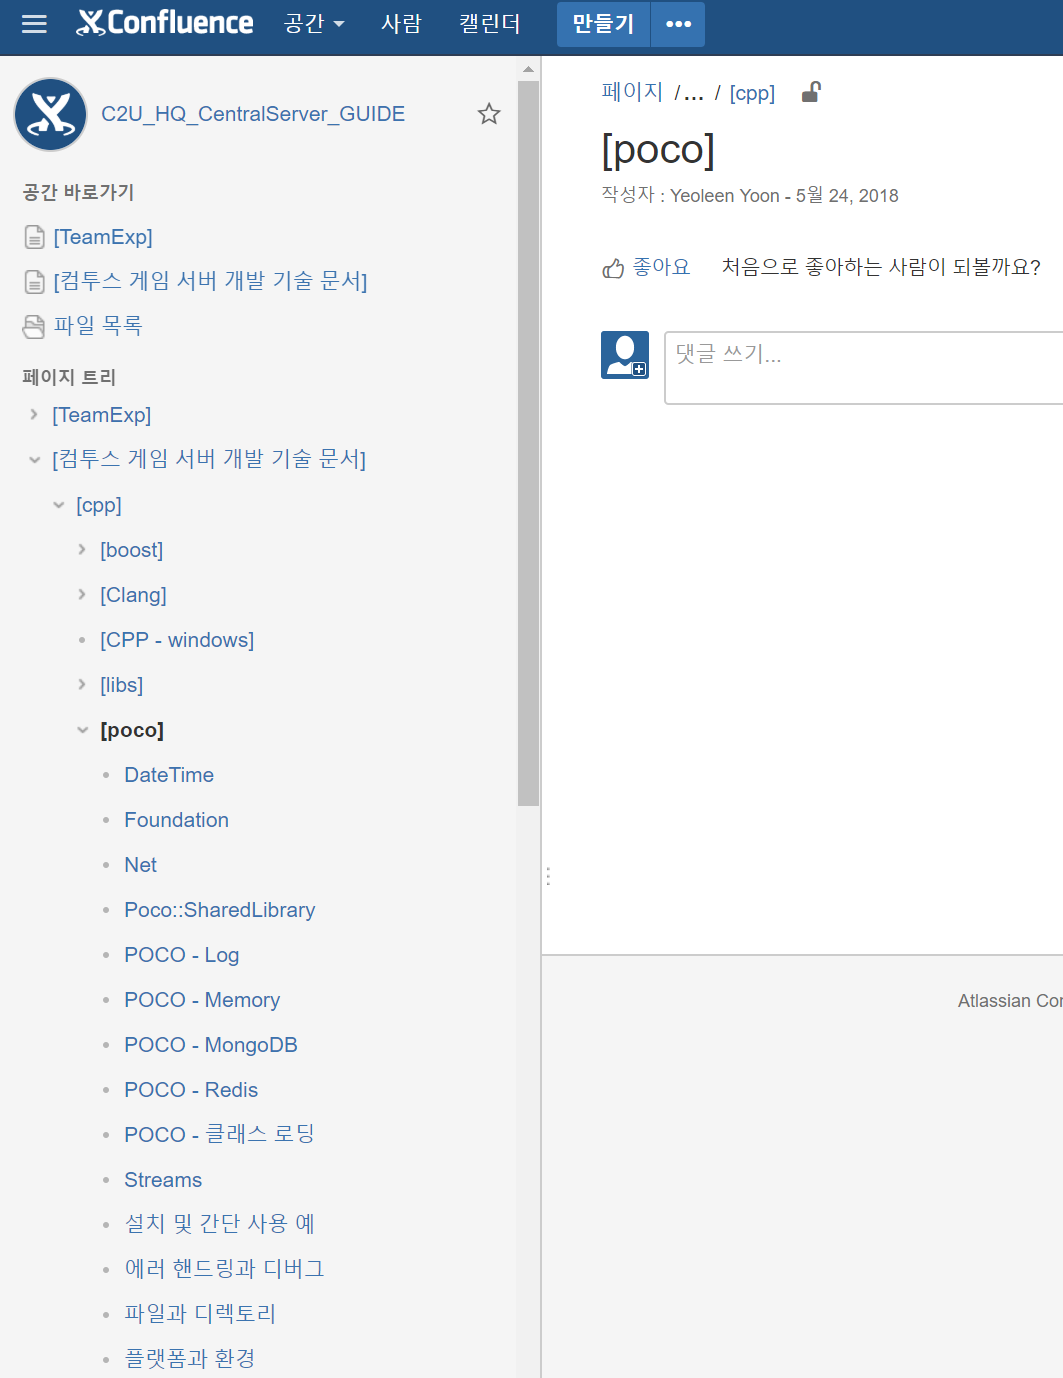 Confluence 공간 사람 캘린더 만들기 •••
C2U_HQ_CentralServer_GUIDE
공간 바로가기
[TeamExp]
[컴투스 게임 서버 개발 기술 문서]
파일 목록
페이지 트리
[TeamExp]
[컴투스 게임 서버 개발 기술 문서]
[cpp]
[boost]
[Clang]
[CPP - windows]
[libs]
[poco]
DateTime
Foundation
Net
Poco::SharedLibrary
POCO - Log
POCO - Memory
POCO - MongoDB
POCO - Redis
POCO - 클래스 로딩
Streams
설치 및 간단 사용 예
에러 핸드링과 디버그
파일과 디렉토리
플랫폼과 환경
페이지 /... / [cpp]
[poco]
작성자 : Yeoleen Yoon - 5월 24, 2018
좋아요 처음으로 좋아하는 사람이 되볼까요?
댓글 쓰기...
Atlassian